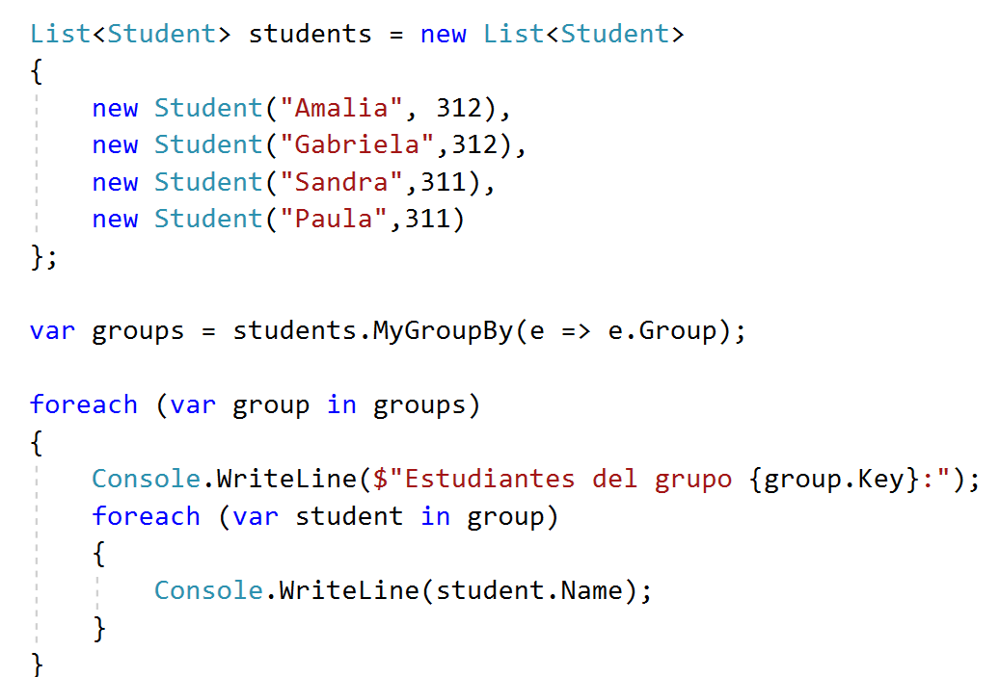 List<Student> students = new List<Student>
{
    new Student("Amalia", 312),
    new Student("Gabriela",312),
    new Student("Sandra",311),
    new Student("Paula",311)
};

var groups = students.MyGroupBy(e => e.Group);

foreach (var group in groups)
{
    Console.WriteLine($"Estudiantes del grupo {group.Key}:");
    foreach (var student in group)
    {
        Console.WriteLine(student.Name);
    }
}